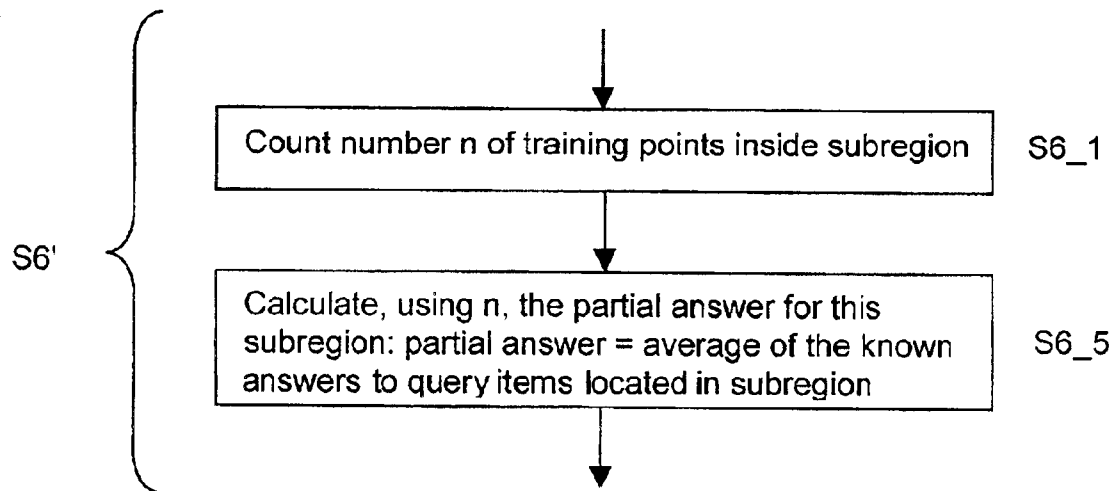 Count number n of training points inside subregion
S6_1
S6'
Calculate, using n, the partial answer for this
subregion: partial answer = average of the known
answers to query items located in subregion
S6_5